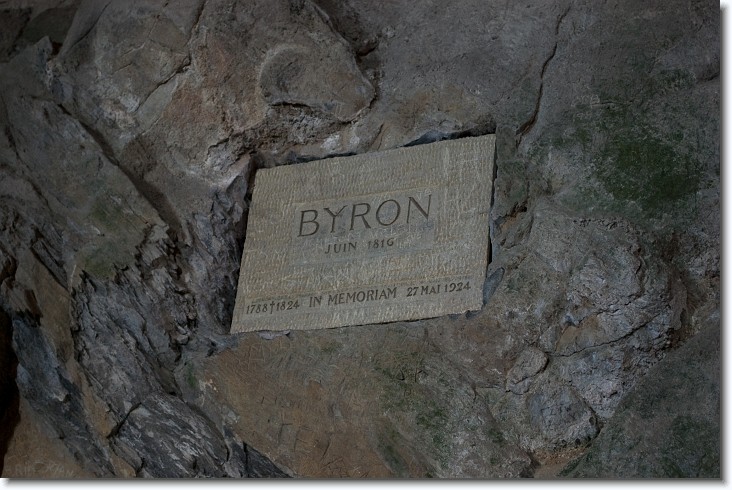 BYRON
JUIN 1816
1788†1824 IN MEMORIAM 27 MAI 1924